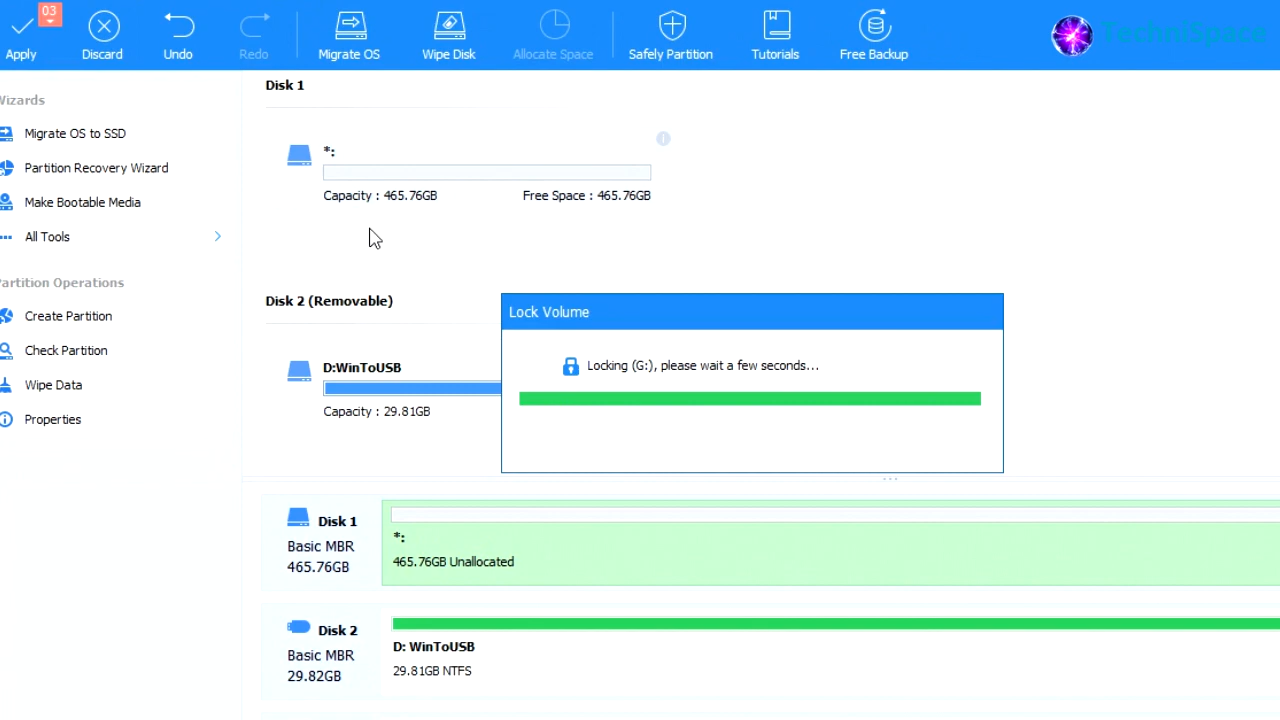 03
Apply
Discard
Undo
Redo
Migrate OS
Wipe Disk
Allocate Space
Safely Partition
Tutorials
Free Backup
TechniSpace
Wizards
Migrate OS to SSD
Partition Recovery Wizard
Make Bootable Media
All Tools
Partition Operations
Create Partition
Check Partition
Wipe Data
Properties
Disk 1
*:
Capacity : 465.76GB
Free Space : 465.76GB
Disk 2 (Removable)
D:WinToUSB
Capacity : 29.81GB
Lock Volume
Locking (G:), please wait a few seconds...
Disk 1
Basic MBR
465.76GB
*:
465.76GB Unallocated
Disk 2
Basic MBR
29.82GB
D: WinToUSB
29.81GB NTFS